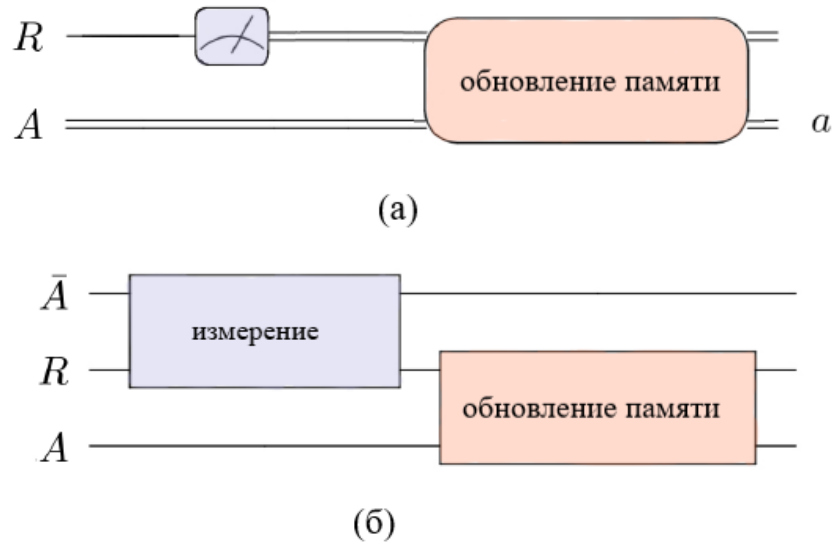 R
обновление памяти
A
a
(а)
Ā
измерение
R
обновление памяти
A
(б)